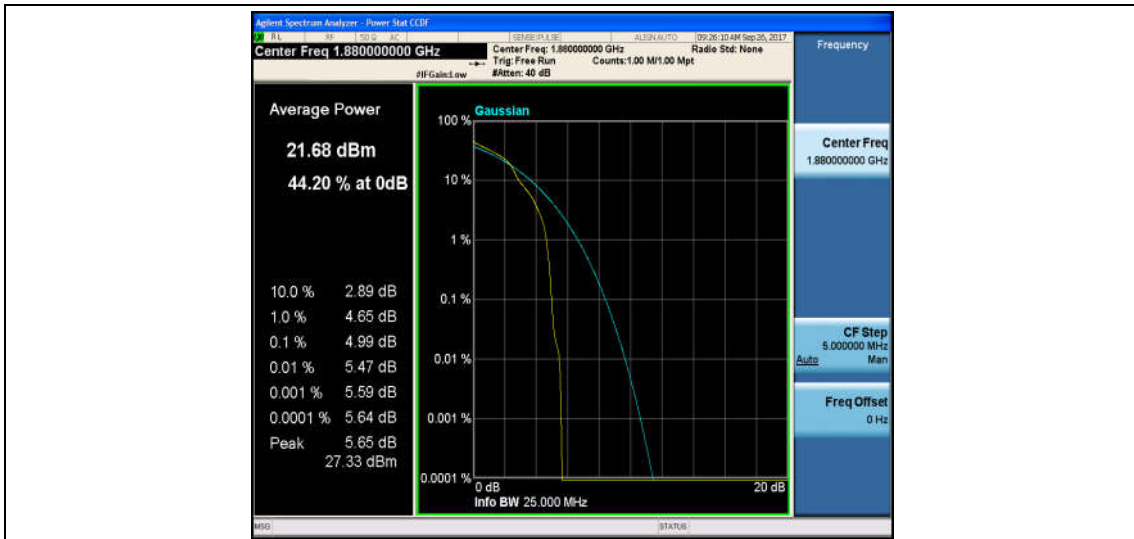 Agilent Spectrum Analyzer - Power Stat CCDF
RL RF 50 Ω AC SENSE:PULSE ALIGN AUTO 09:26:10 AM Sep 26, 2017
Center Freq 1.880000000 GHz
Center Freq: 1.880000000 GHz Radio Std: None
Trig: Free Run Counts:1.00 M/1.00 Mpt
#IFGain:Low #Atten: 40 dB
Frequency
Average Power
21.68 dBm
44.20 % at 0dB
10.0 % 2.89 dB
1.0 % 4.65 dB
0.1 % 4.99 dB
0.01 % 5.47 dB
0.001 % 5.59 dB
0.0001 % 5.64 dB
Peak 5.65 dB
27.33 dBm
Gaussian
100 %
10 %
1 %
0.1 %
0.01 %
0.001 %
0.0001 %
0 dB 20 dB
Info BW 25.000 MHz
Center Freq
1.880000000 GHz
CF Step
5.000000 MHz
Auto Man
Freq Offset
0 Hz
MSG STATUS